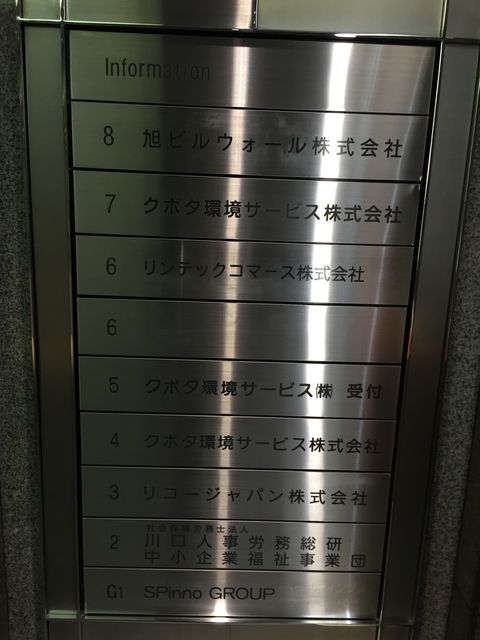 Information
8 旭ビルウォール株式会社
7 クボタ環境サービス株式会社
6 リンテックコマース株式会社
6
5 クボタ環境サービス㈱ 受付
4 クボタ環境サービス株式会社
3 リコージャパン株式会社
社会保険労務士法人
2 川口人事労務総研
中小企業福祉事業団
G1 SPinno GROUP